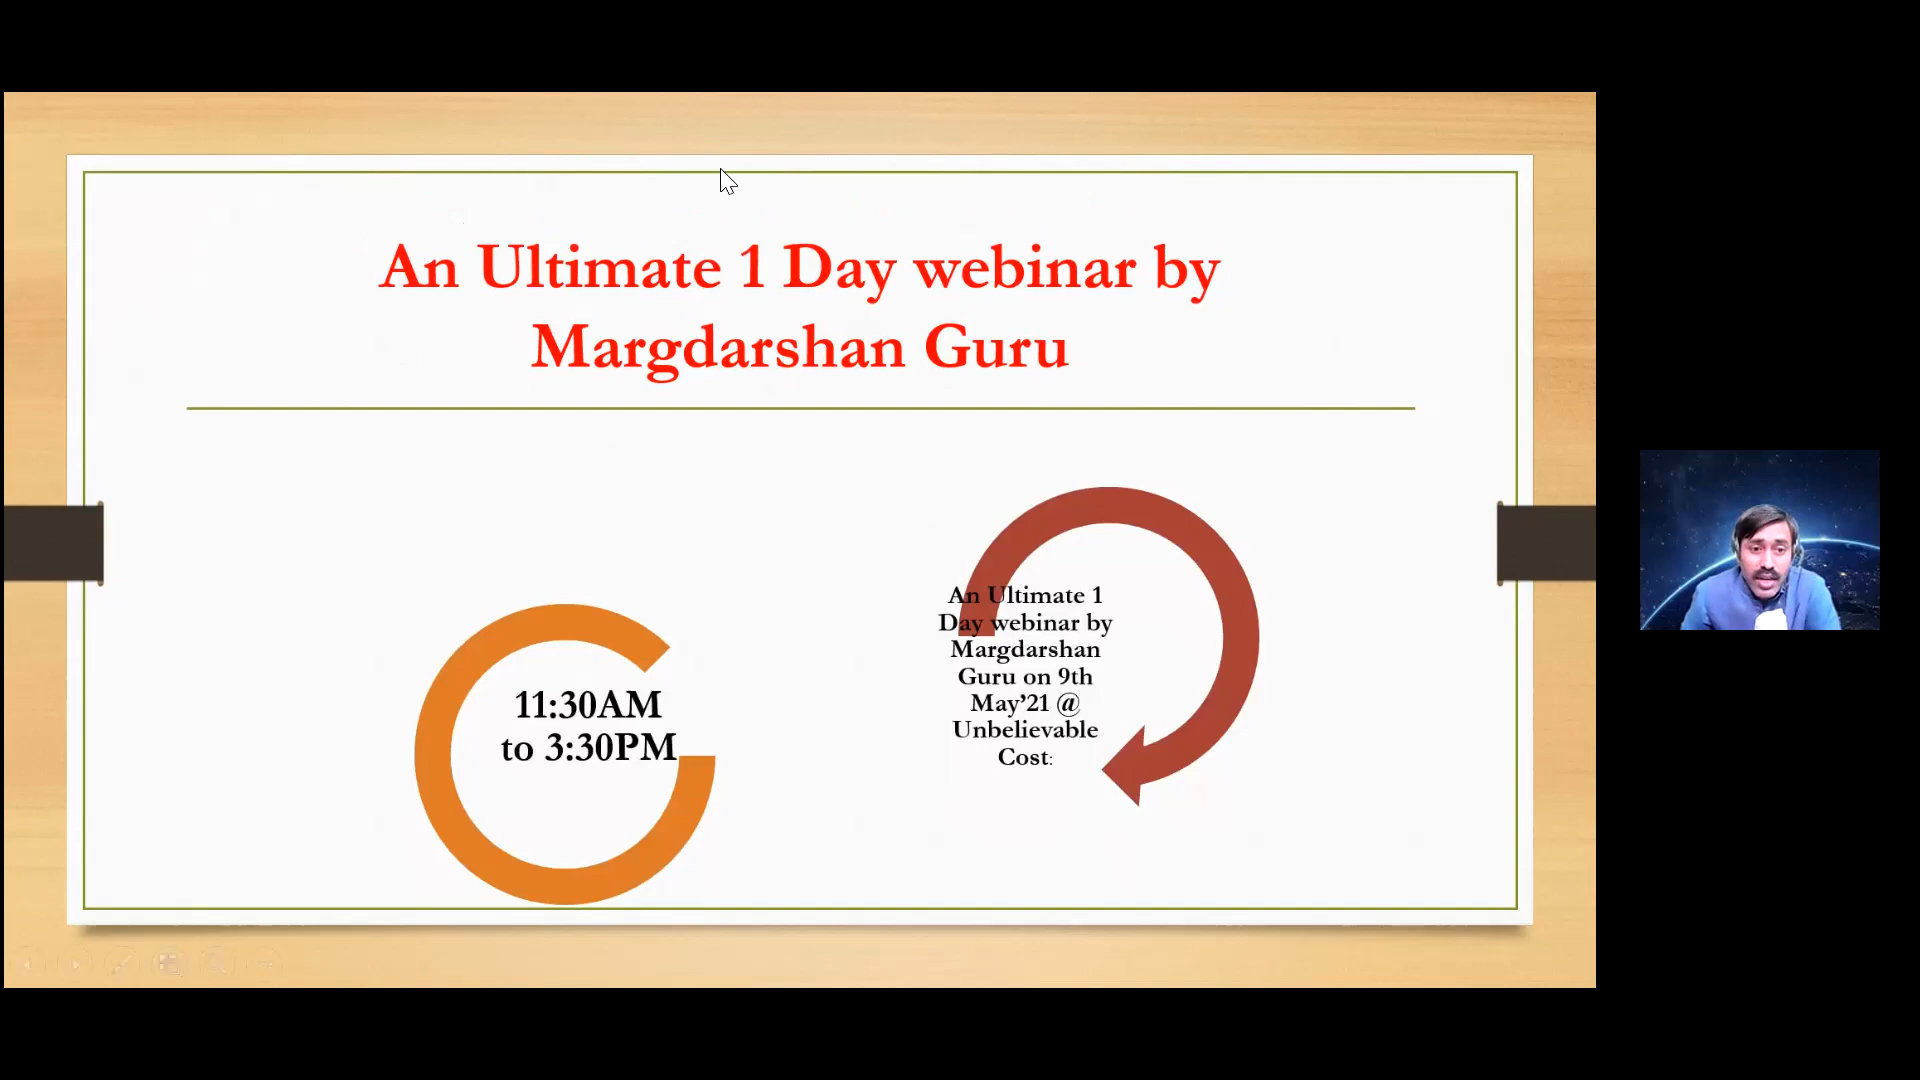 An Ultimate 1 Day webinar by
Margdarshan Guru
11:30AM
to 3:30PM
An Ultimate 1
Day webinar by
Margdarshan
Guru on 9th
May’21 @
Unbelievable
Cost: